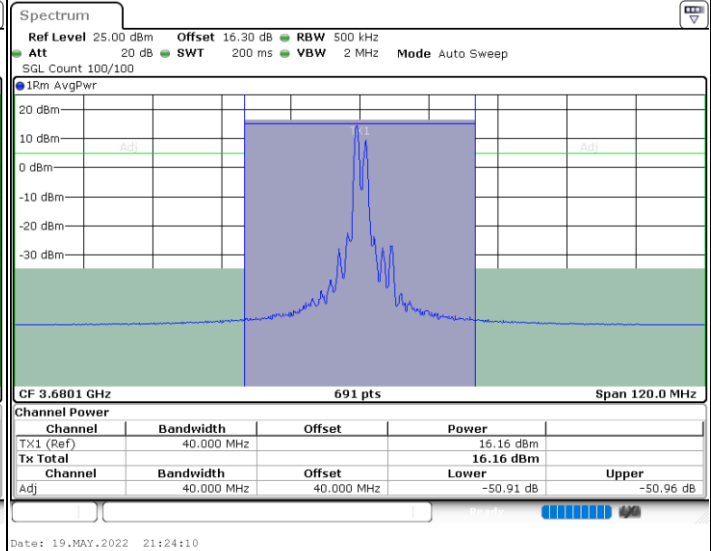 Spectrum
Ref Level 25.00 dBm Offset 16.30 dB RBW 500 kHz
Att 20 dB SWT 200 ms VBW 2 MHz Mode Auto Sweep
SGL Count 100/100
1Rm AvgPwr
20 dBm
TX1
10 dBm
Adj Adj
0 dBm
-10 dBm
-20 dBm
-30 dBm
CF 3.6801 GHz 691 pts Span 120.0 MHz
Channel Power
Channel Bandwidth Offset Power
TX1 (Ref) 40.000 MHz 16.16 dBm
Tx Total 16.16 dBm
Channel Bandwidth Offset Lower Upper
Adj 40.000 MHz 40.000 MHz -50.91 dB -50.96 dB
Ready
Date: 19.MAY.2022 21:24:10